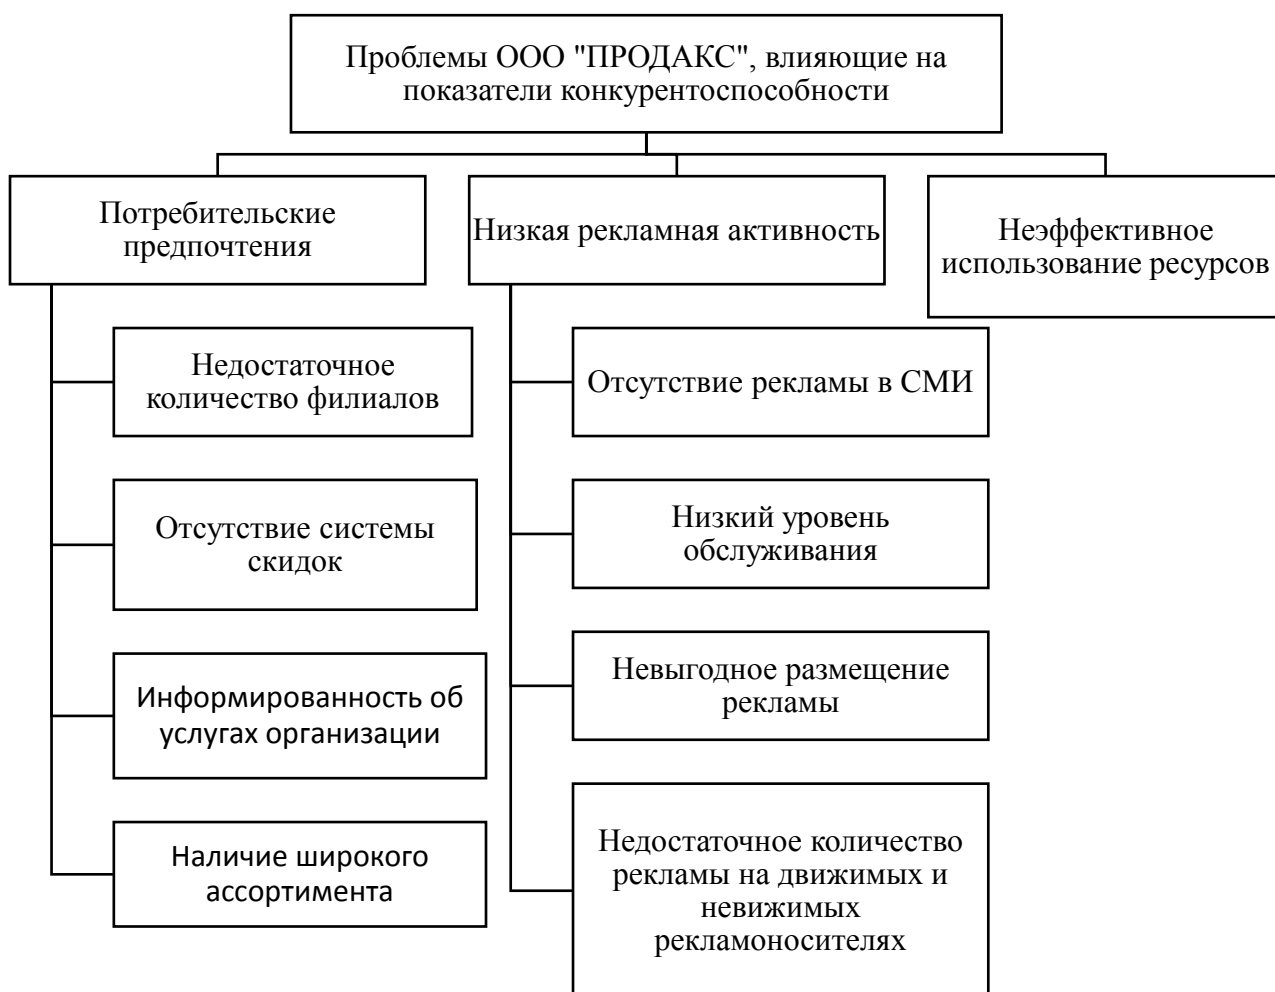 Проблемы ООО "ПРОДАКС", влияющие на
показатели конкурентоспособности
Потребительские
предпочтения
Низкая рекламная активность
Неэффективное
использование ресурсов
Недостаточное
количество филиалов
Отсутствие системы
скидок
Информированность об
услугах организации
Наличие широкого
ассортимента
Отсутствие рекламы в СМИ
Низкий уровень
обслуживания
Невыгодное размещение
рекламы
Недостаточное количество
рекламы на движимых и
невижимых
рекламоносителях